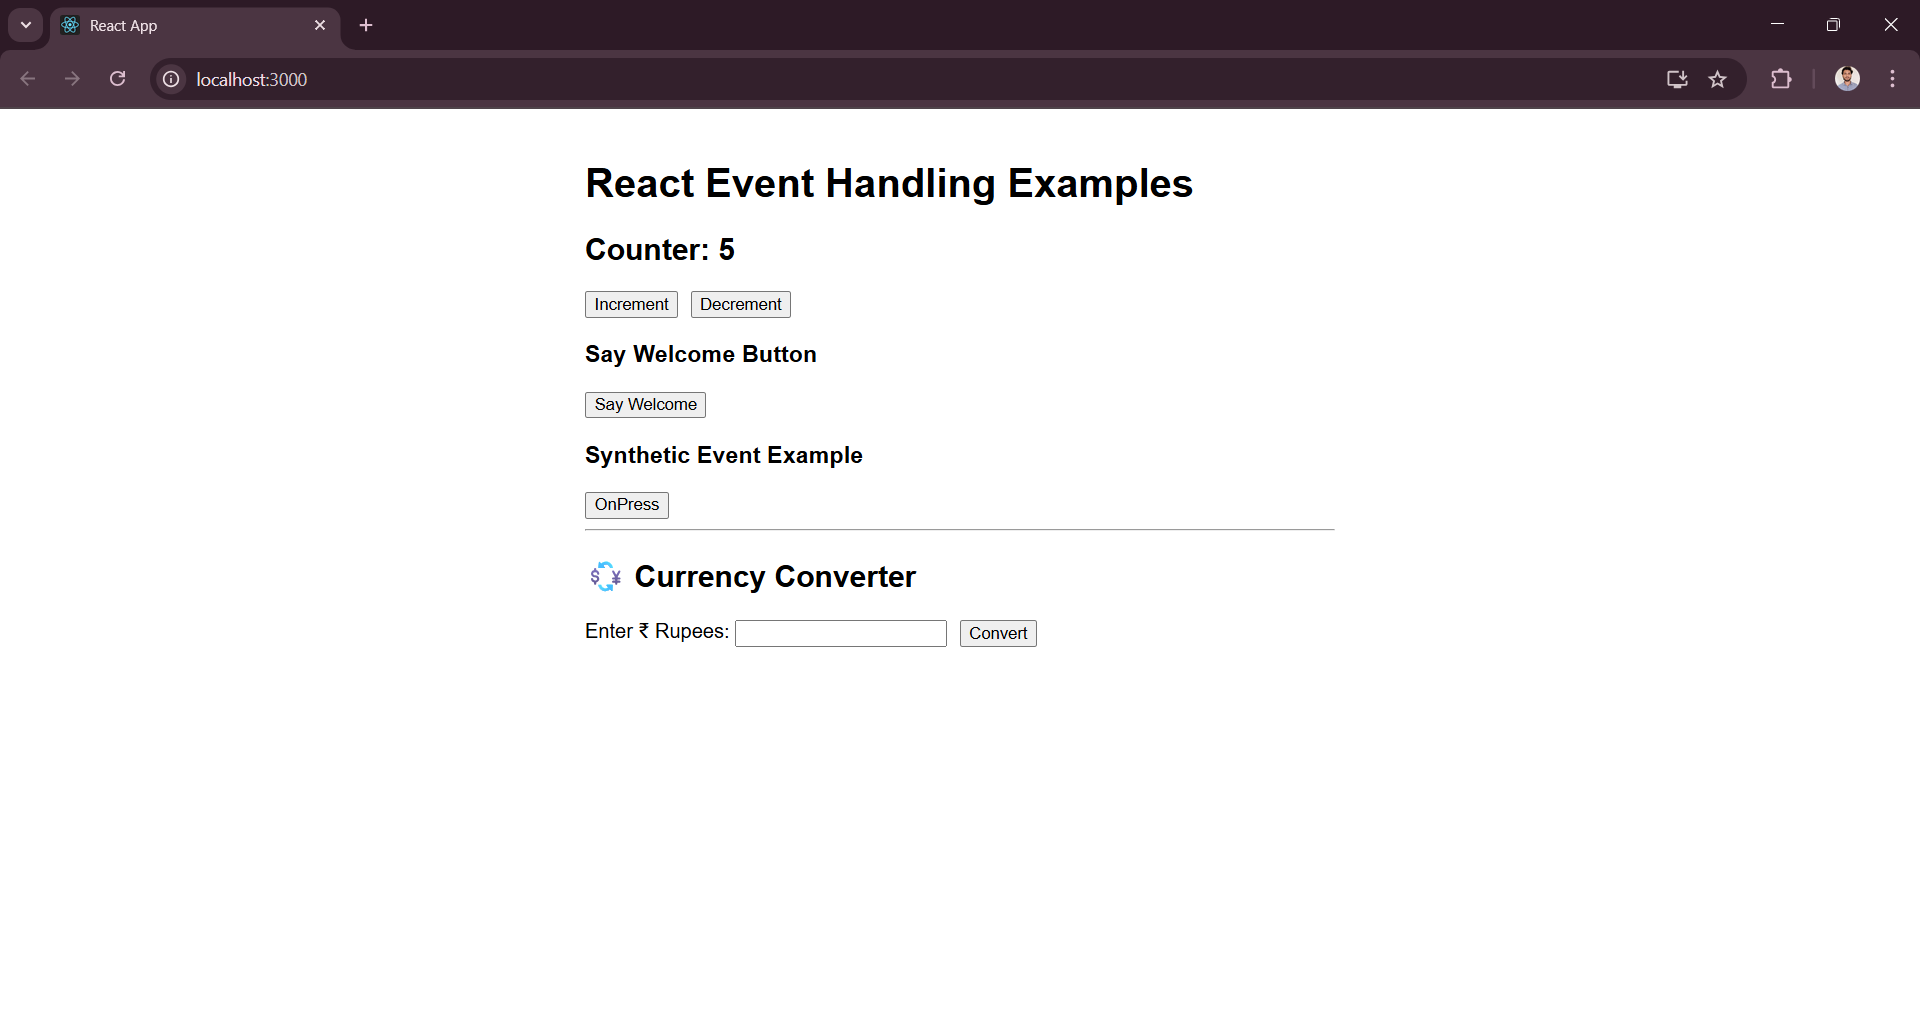 React App
localhost:3000
React Event Handling Examples
Counter: 5
Increment Decrement
Say Welcome Button
Say Welcome
Synthetic Event Example
OnPress
$ ¥ Currency Converter
Enter ₹ Rupees: Convert